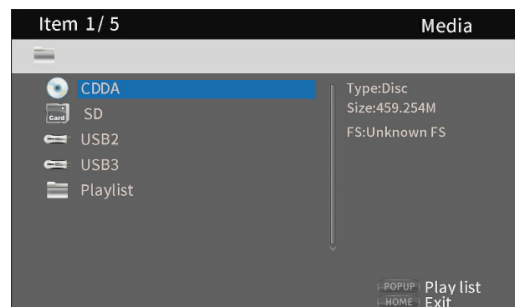 Item 1/ 5
Media
CDDA
Card SD
USB2
USB3
Playlist
Type:Disc
Size:459.254M
FS:Unknown FS
POPUP Play list
HOME Exit